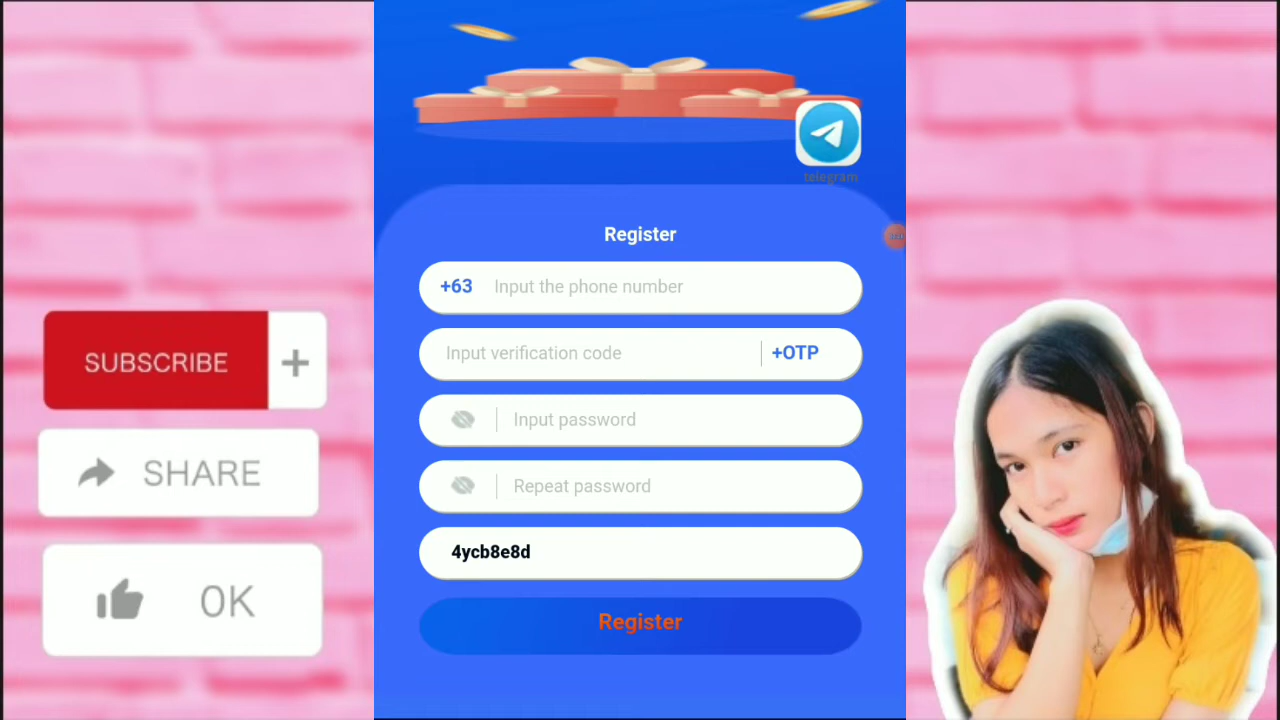 telegram
Register
+63 Input the phone number
Input verification code +OTP
Input password
Repeat password
4ycb8e8d
Register
SUBSCRIBE +
SHARE
0K